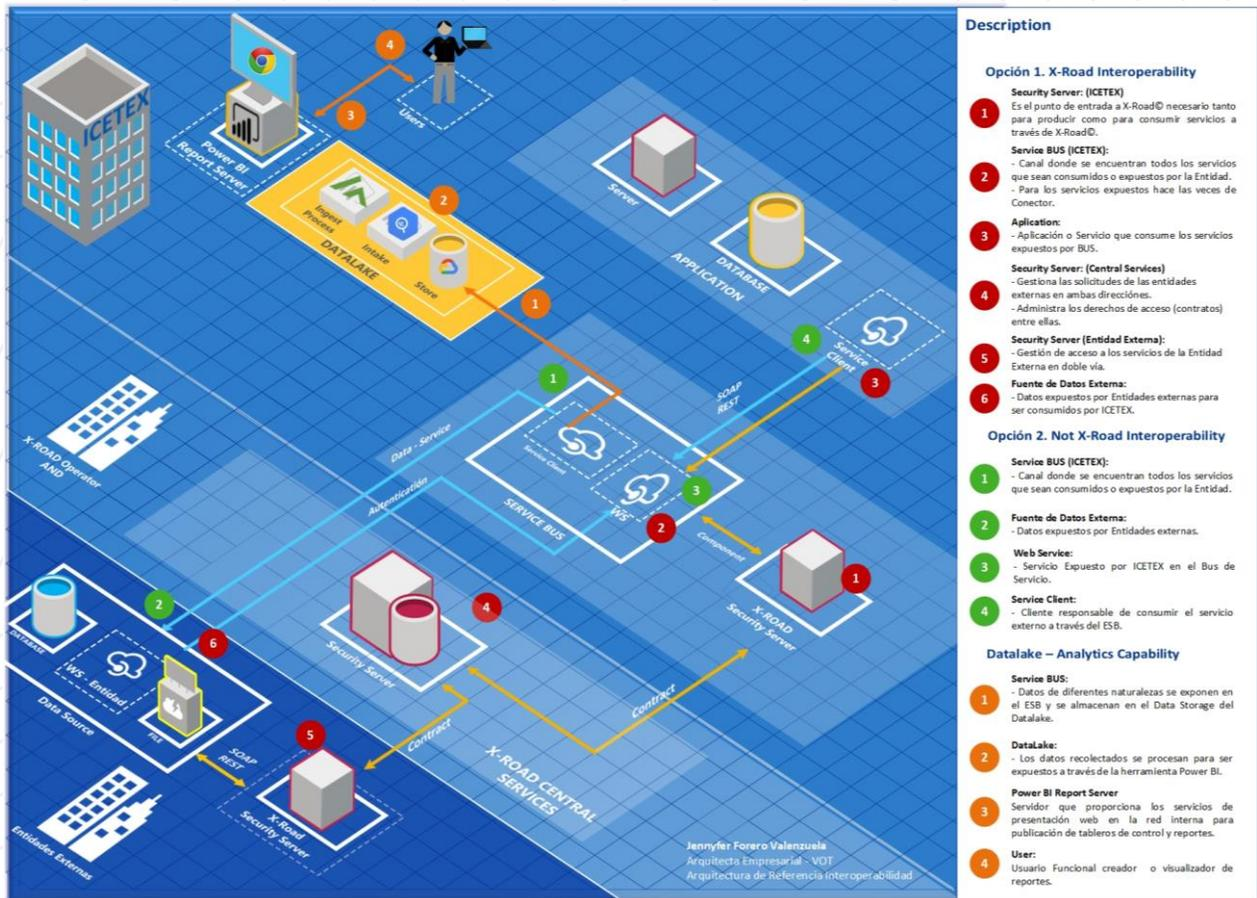 ICETEX
Power BI
Report Server
4
3
Users
2
Ingest
Process
Intake
Store
DATALAKE
1
Server
DATABASE
APPLICATION
4
Service
Client
3
1
SOAP
REST
Data - Service
Service Client
Autenticación
WS
3
2
SERVICE BUS
Component
1
X-ROAD
Security Server
X-ROAD Operator
AND
4
Security Server
2
6
DATABASE
WS - Entidad
FILE
Data Source
SOAP
REST
5
X-Road
Security Server
Contract
Contract
X-ROAD CENTRAL
SERVICES
Entidades Externas
Jennyfer Forero Valenzuela
Arquitecta Empresarial - VOT
Arquitectura de Referencia Interoperabilidad
Description
Opción 1. X-Road Interoperability
1
Security Server: (ICETEX)
Es el punto de entrada a X-Road© necesario tanto
para producir como para consumir servicios a
través de X-Road©.
2
Service BUS (ICETEX):
- Canal donde se encuentran todos los servicios
que sean consumidos o expuestos por la Entidad.
- Para los servicios expuestos hace las veces de
Conector.
3
Aplication:
- Aplicación o Servicio que consume los servicios
expuestos por BUS.
4
Security Server: (Central Services)
- Gestiona las solicitudes de las entidades
externas en ambas direcciónes.
- Administra los derechos de acceso (contratos)
entre ellas.
5
Security Server (Entidad Externa):
- Gestión de acceso a los servicios de la Entidad
Externa en doble vía.
6
Fuente de Datos Externa:
- Datos expuestos por Entidades externas para
ser consumidos por ICETEX.
Opción 2. Not X-Road Interoperability
1
Service BUS (ICETEX):
- Canal donde se encuentran todos los servicios
que sean consumidos o expuestos por la Entidad.
2
Fuente de Datos Externa:
- Datos expuestos por Entidades externas.
3
Web Service:
- Servicio Expuesto por ICETEX en el Bus de
Servicio.
4
Service Client:
- Cliente responsable de consumir el servicio
externo a través del ESB.
Datalake – Analytics Capability
1
Service BUS:
- Datos de diferentes naturalezas se exponen en
el ESB y se almacenan en el Data Storage del
Datalake.
2
DataLake:
- Los datos recolectados se procesan para ser
expuestos a través de la herramienta Power BI.
3
Power BI Report Server
Servidor que proporciona los servicios de
presentación web en la red interna para
publicación de tableros de control y reportes.
4
User:
Usuario Funcional creador o visualizador de
reportes.